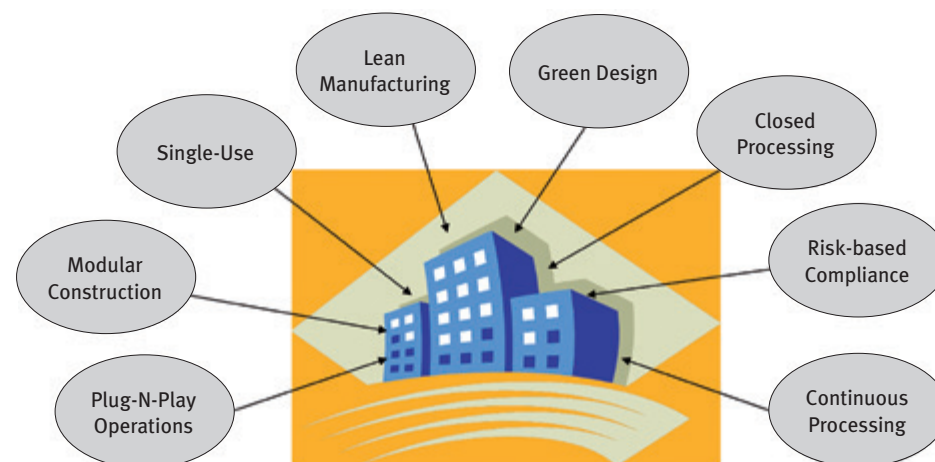 Lean
Manufacturing
Green Design
Single-Use
Closed
Processing
Modular
Construction
Risk-based
Compliance
Plug-N-Play
Operations
Continuous
Processing